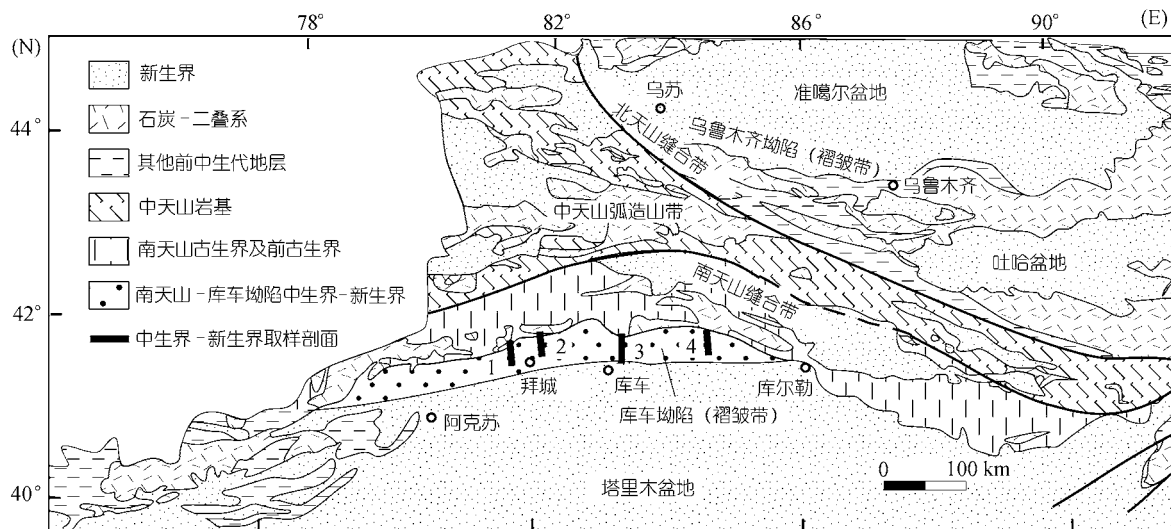 78°
82°
86°
90°
(E)
(N)
44°
42°
40°
新生界
石炭-二叠系
其他前中生代地层
中天山岩基
南天山古生界及前古生界
南天山-库车坳陷中生界-新生界
中生界-新生界取样剖面
乌苏
准噶尔盆地
北天山缝合带
乌鲁木齐坳陷(褶皱带)
乌鲁木齐
中天山弧造山带
吐哈盆地
南天山缝合带
1
2
3
4
拜城
库车
库尔勒
库车坳陷(褶皱带)
阿克苏
塔里木盆地
0
100 km